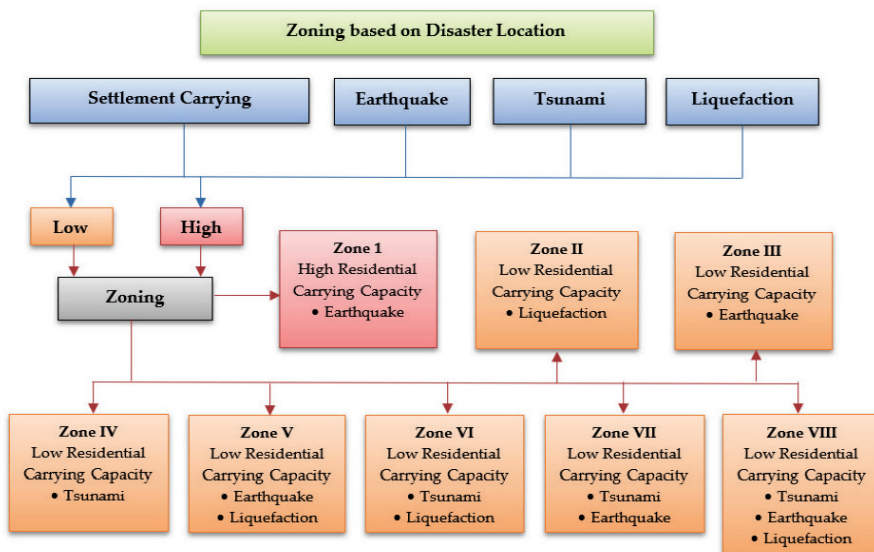 Zoning based on Disaster Location
Settlement Carrying
Earthquake
Tsunami
Liquefaction
Low
High
Zoning
Zone 1
High Residential
Carrying Capacity
• Earthquake
Zone II
Low Residential
Carrying Capacity
• Liquefaction
Zone III
Low Residential
Carrying Capacity
• Earthquake
Zone IV
Low Residential
Carrying Capacity
• Tsunami
Zone V
Low Residential
Carrying Capacity
• Earthquake
• Liquefaction
Zone VI
Low Residential
Carrying Capacity
• Tsunami
• Liquefaction
Zone VII
Low Residential
Carrying Capacity
• Tsunami
• Earthquake
Zone VIII
Low Residential
Carrying Capacity
• Tsunami
• Earthquake
• Liquefaction